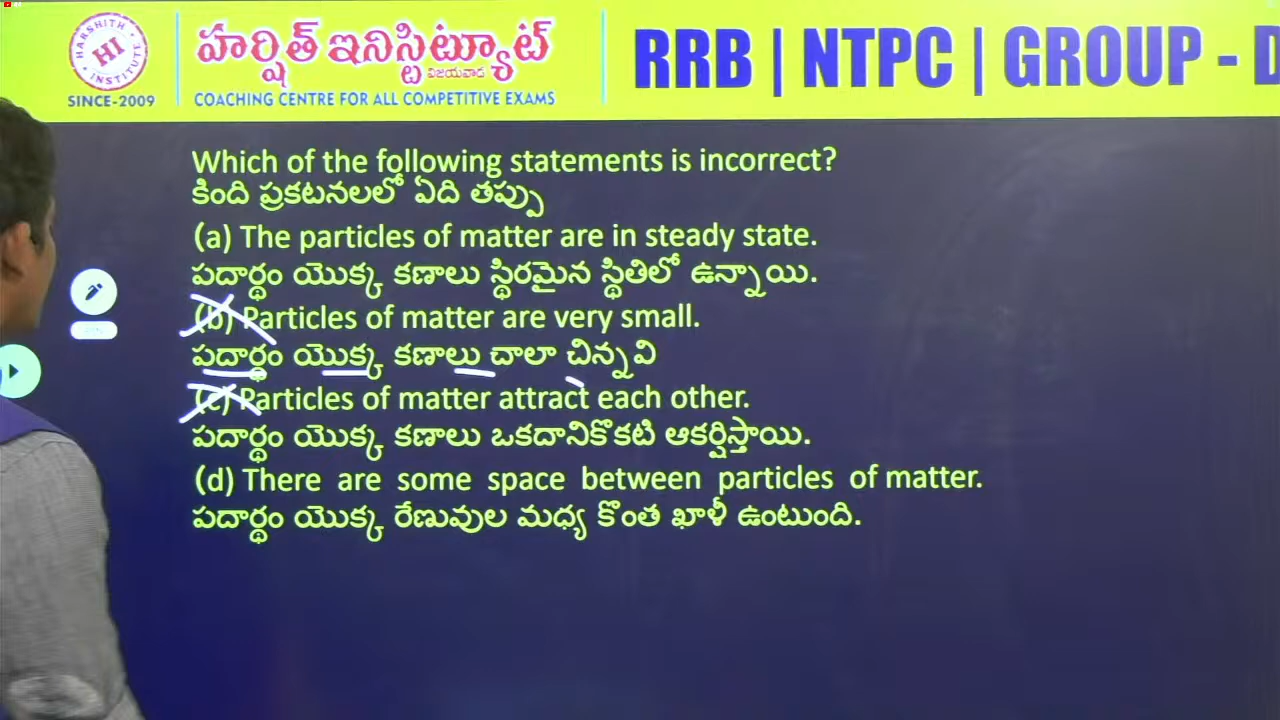 HARSHITH
HI
INSTITUTE
SINCE-2009
హర్షిత్ ఇనిస్టిట్యూట్
విజయవాడ
COACHING CENTRE FOR ALL COMPETITIVE EXAMS
RRB | NTPC | GROUP - D
Which of the following statements is incorrect?
కింది ప్రకటనలలో ఏది తప్పు
(a) The particles of matter are in steady state.
పదార్థం యొక్క కణాలు స్థిరమైన స్థితిలో ఉన్నాయి.
(b) Particles of matter are very small.
పదార్థం యొక్క కణాలు చాలా చిన్నవి
(c) Particles of matter attract each other.
పదార్థం యొక్క కణాలు ఒకదానికొకటి ఆకర్షిస్తాయి.
(d) There are some space between particles of matter.
పదార్థం యొక్క రేణువుల మధ్య కొంత ఖాళీ ఉంటుంది.